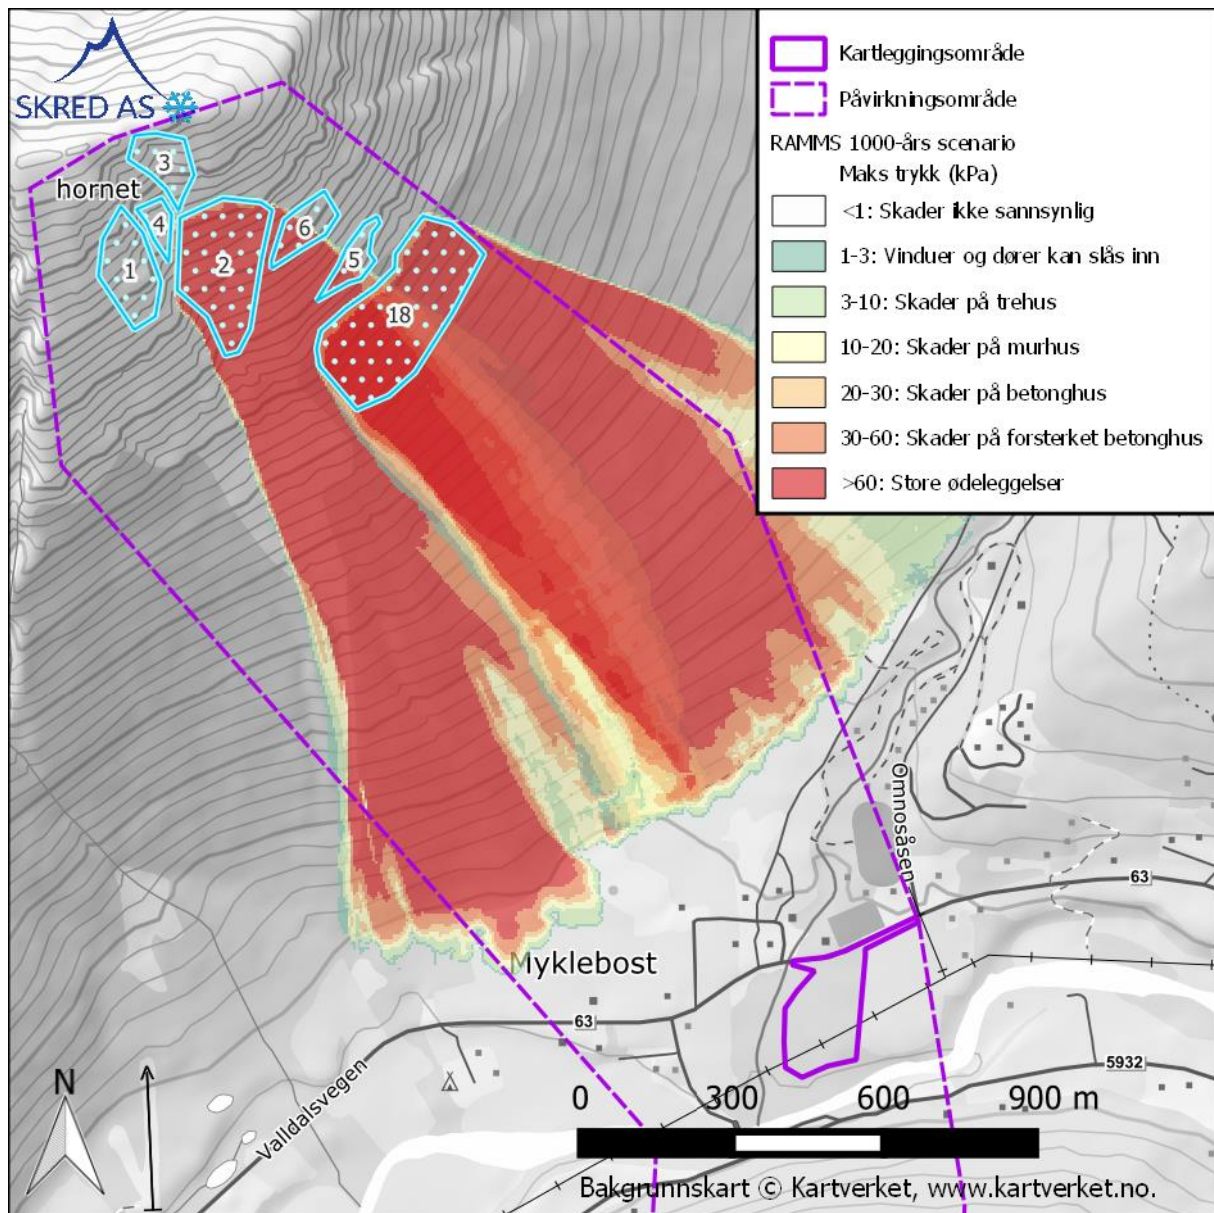 SKRED AS
hornet
3
4
1
2
6
5
18
Kartleggingsområde
Påvirkningsområde
RAMMS 1000-års scenario
Maks trykk (kPa)
<1: Skader ikke sannsynlig
1-3: Vinduer og dører kan slås inn
3-10: Skader på trehus
10-20: Skader på murhus
20-30: Skader på betonghus
30-60: Skader på forsterket betonghus
>60: Store ødeleggelser
Omnosåsen
63
Myklebost
63
5932
Valldalsvegen
N
0 300 600 900 m
Bakgrunnskart © Kartverket, www.kartverket.no.